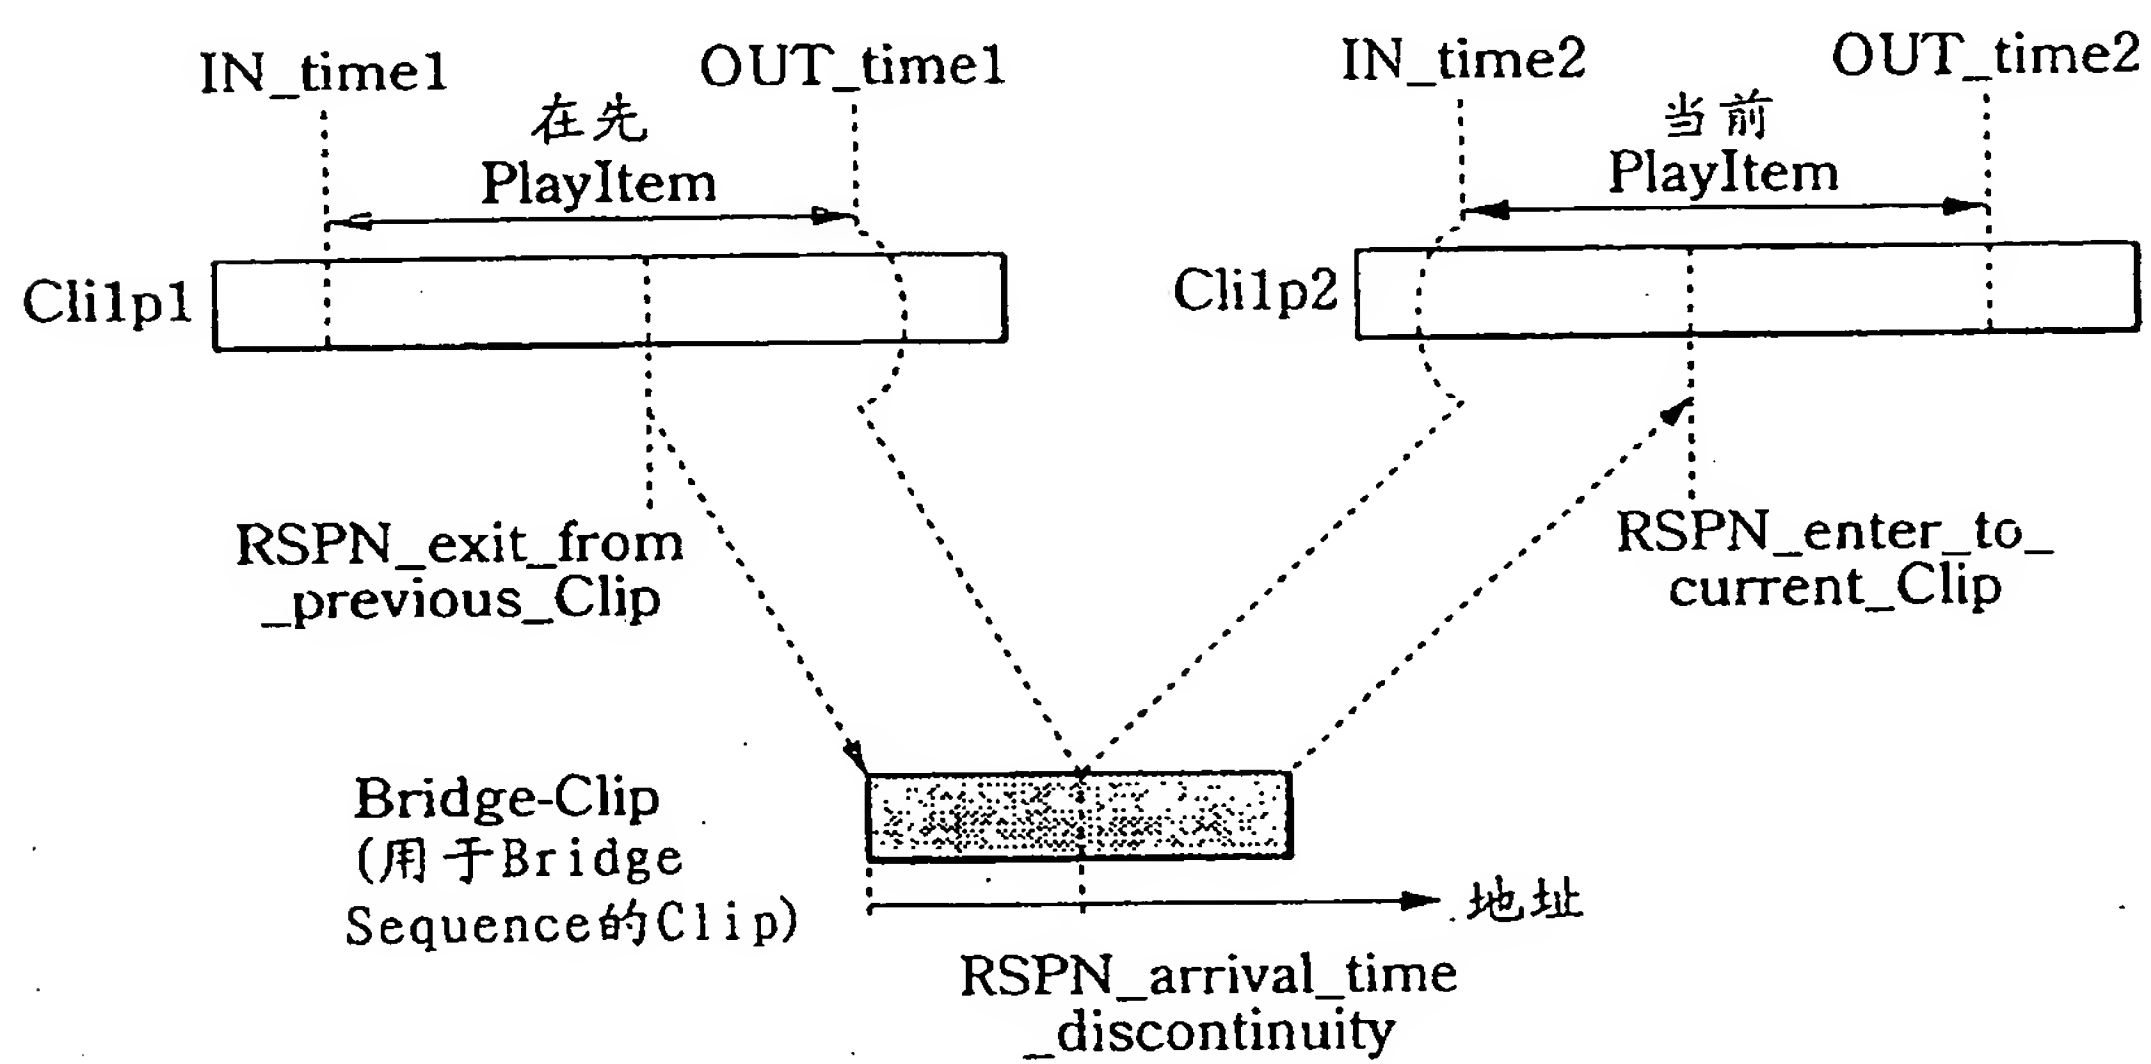 IN_time1
OUT_time1
IN_time2
OUT_time2
在先
PlayItem
当前
PlayItem
Cli1p1
Cli1p2
RSPN_exit_from
_previous_Clip
RSPN_enter_to_
current_Clip
Bridge-Clip
(用于Bridge
Sequence的Clip)
地址
RSPN_arrival_time
_discontinuity